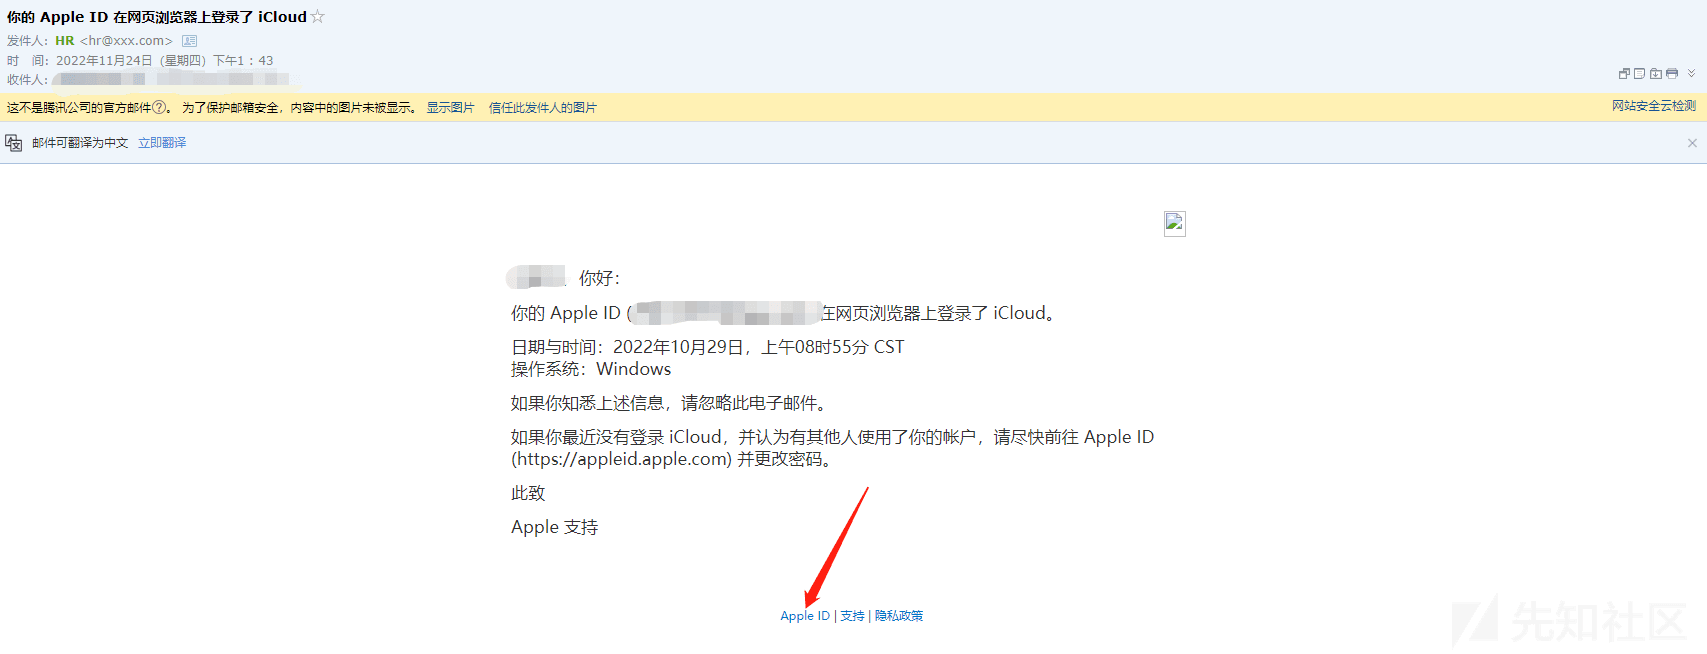 你的 Apple ID 在网页浏览器上登录了 iCloud
发件人：HR <hr@xxx.com>
时　间：2022年11月24日（星期四）下午1：43
收件人：
这不是腾讯公司的官方邮件?。 为了保护邮箱安全，内容中的图片未被显示。 显示图片 信任此发件人的图片
网站安全云检测
邮件可翻译为中文 立即翻译
你好：
你的 Apple ID (
在网页浏览器上登录了 iCloud。
日期与时间：2022年10月29日，上午08时55分 CST
操作系统：Windows
如果你知悉上述信息，请忽略此电子邮件。
如果你最近没有登录 iCloud，并认为有其他人使用了你的帐户，请尽快前往 Apple ID
(https://appleid.apple.com) 并更改密码。
此致
Apple 支持
Apple ID | 支持 | 隐私政策
先知社区